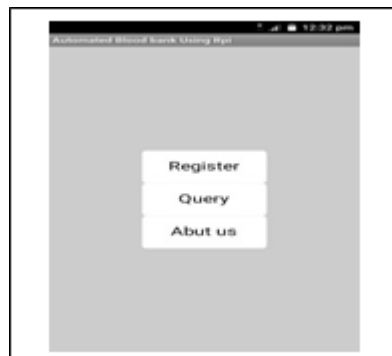 12:32 pm
Automated Blood bank Using Rpi
Register
Query
Abut us